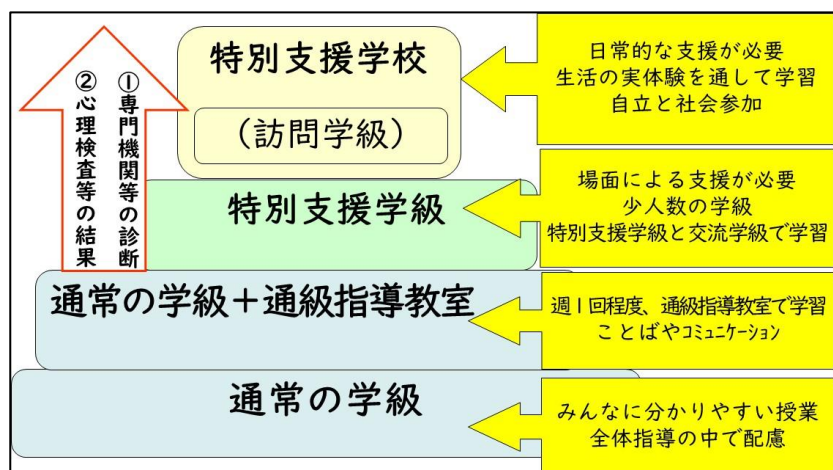 ①専門機関等の診断
②心理検査等の結果
特別支援学校
（訪問学級）
日常的な支援が必要
生活の実体験を通して学習
自立と社会参加
特別支援学級
場面による支援が必要
少人数の学級
特別支援学級と交流学級で学習
通常の学級＋通級指導教室
週１回程度、通級指導教室で学習
ことばやｺﾐｭﾆｹｰｼｮﾝ
通常の学級
みんなに分かりやすい授業
全体指導の中で配慮